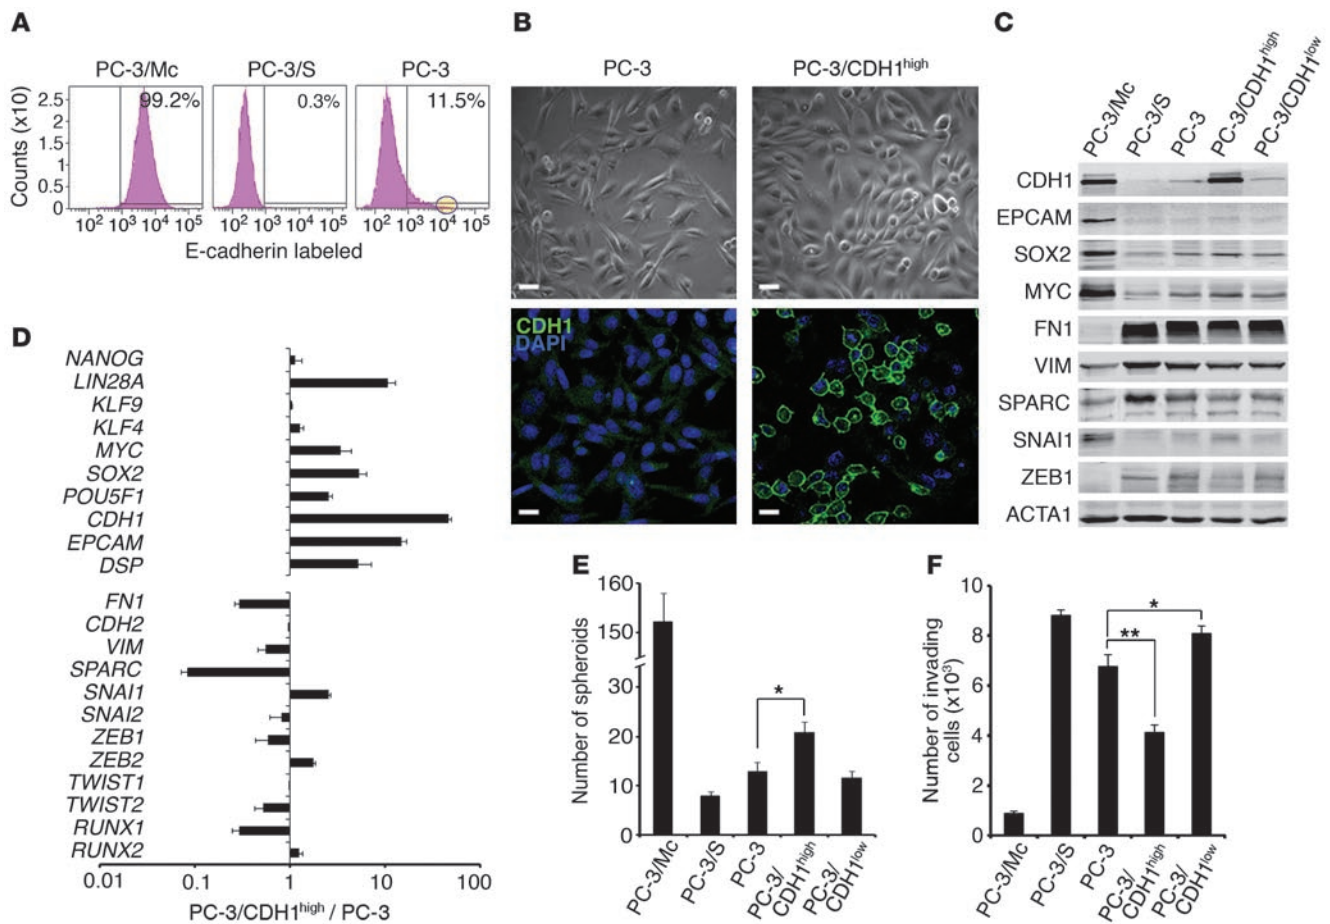 A
PC-3/Mc
PC-3/S
PC-3
99.2%
0.3%
11.5%
Counts (x10)
2.5
2
1.5
1
0.5
0
10² 10³ 10⁴ 10⁵
10² 10³ 10⁴ 10⁵
10² 10³ 10⁴ 10⁵
E-cadherin labeled
B
PC-3
PC-3/CDH1high
CDH1
DAPI
C
PC-3/Mc
PC-3/S
PC-3
PC-3/CDH1high
PC-3/CDH1low
CDH1
EPCAM
SOX2
MYC
FN1
VIM
SPARC
SNAI1
ZEB1
ACTA1
D
NANOG
LIN28A
KLF9
KLF4
MYC
SOX2
POU5F1
CDH1
EPCAM
DSP
FN1
CDH2
VIM
SPARC
SNAI1
SNAI2
ZEB1
ZEB2
TWIST1
TWIST2
RUNX1
RUNX2
0.01 0.1 1 10 100
PC-3/CDH1high / PC-3
E
Number of spheroids
160
150
30
20
10
0
*
PC-3/Mc
PC-3/S
PC-3
PC-3/
CDH1high
PC-3/
CDH1low
F
Number of invading
cells (x10³)
10
8
6
4
2
0
*
**
PC-3/Mc
PC-3/S
PC-3
PC-3/
CDH1high
PC-3/
CDH1low